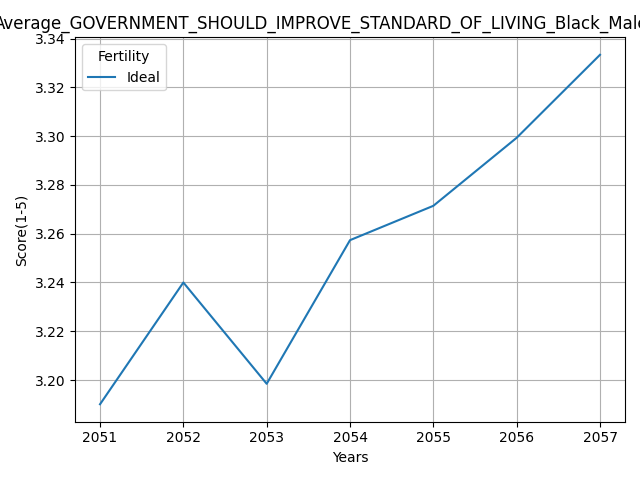 Average_GOVERNMENT_SHOULD_IMPROVE_STANDARD_OF_LIVING_Black_Male
3.34
3.32
3.30
3.28
3.26
3.24
3.22
3.20
Score(1-5)
Fertility
Ideal
2051 2052 2053 2054 2055 2056 2057
Years